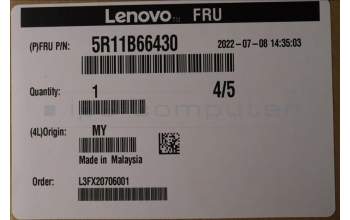 Lenovo™ FRU
(P)FRU P/N: 5R11B66430 2022-07-08 14:35:03
Quantity: 1 4/5
(4L)Origin: MY
Made in Malaysia
Order: L3FX20706001